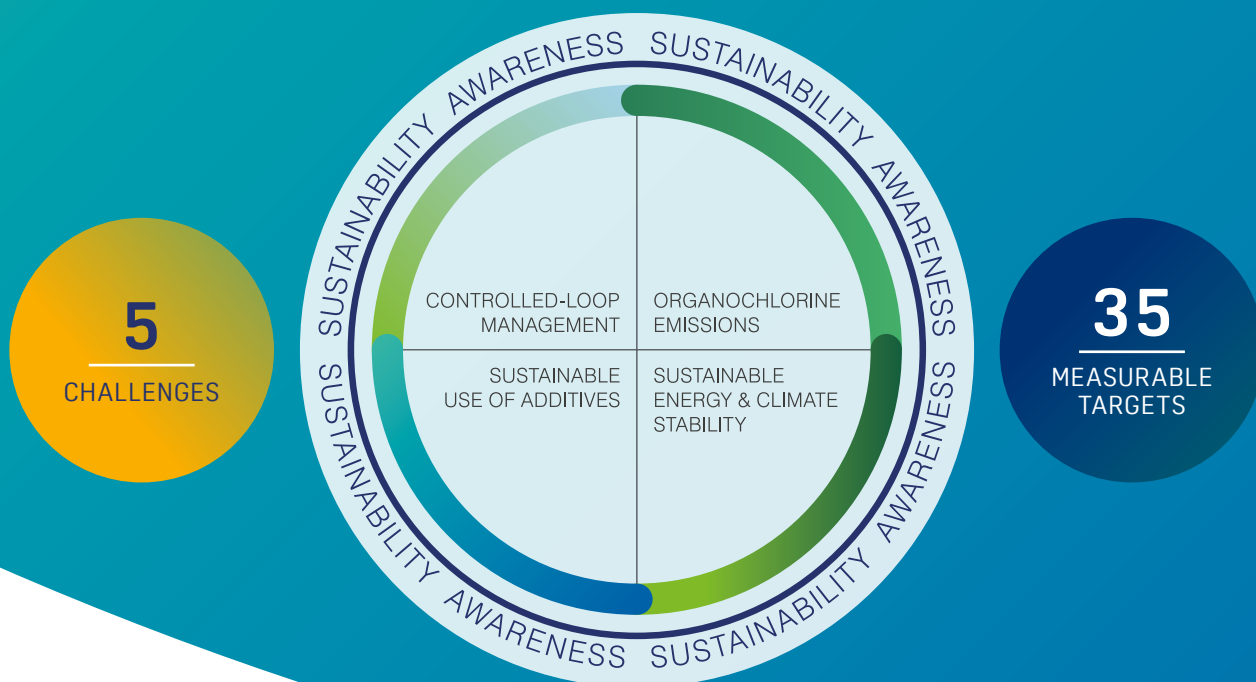 SUSTAINABILITY AWARENESS
SUSTAINABILITY AWARENESS
5
CHALLENGES
CONTROLLED-LOOP
MANAGEMENT
ORGANOCHLORINE
EMISSIONS
SUSTAINABLE
USE OF ADDITIVES
SUSTAINABLE
ENERGY & CLIMATE
STABILITY
35
MEASURABLE
TARGETS
SUSTAINABILITY AWARENESS
SUSTAINABILITY AWARENESS